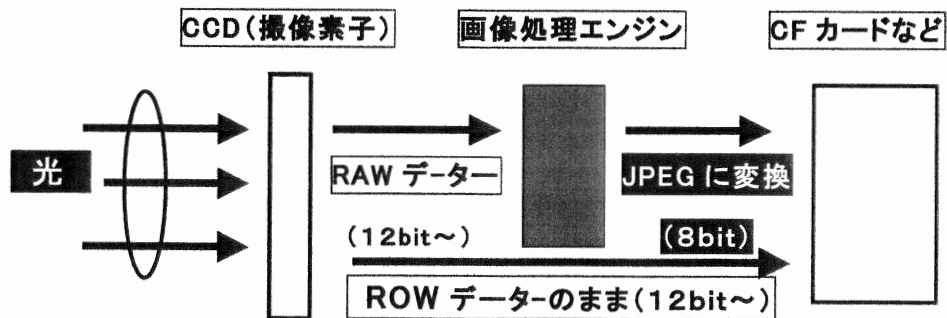 CCD(撮像素子)
画像処理エンジン
CF カードなど
光
RAW データー
JPEG に変換
(12bit～)
(8bit)
ROW データーのまま(12bit～)